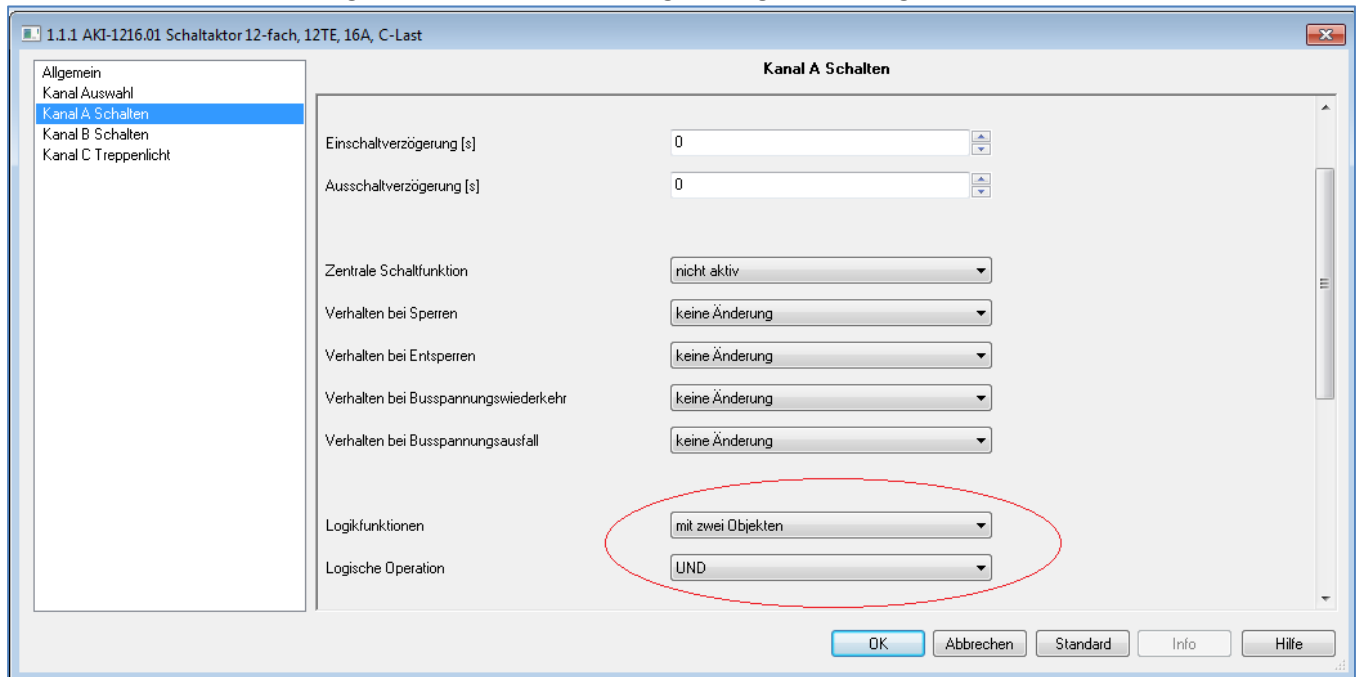 1.1.1 AKI-1216.01 Schaltaktor 12-fach, 12TE, 16A, C-Last
Allgemein
Kanal Auswahl
Kanal A Schalten
Kanal B Schalten
Kanal C Treppenlicht
Kanal A Schalten
Einschaltverzögerung [s] 0
Ausschaltverzögerung [s] 0
Zentrale Schaltfunktion nicht aktiv
Verhalten bei Sperren keine Änderung
Verhalten bei Entsperren keine Änderung
Verhalten bei Busspannungswiederkehr keine Änderung
Verhalten bei Busspannungsausfall keine Änderung
Logikfunktionen mit zwei Objekten
Logische Operation UND
OK Abbrechen Standard Info Hilfe